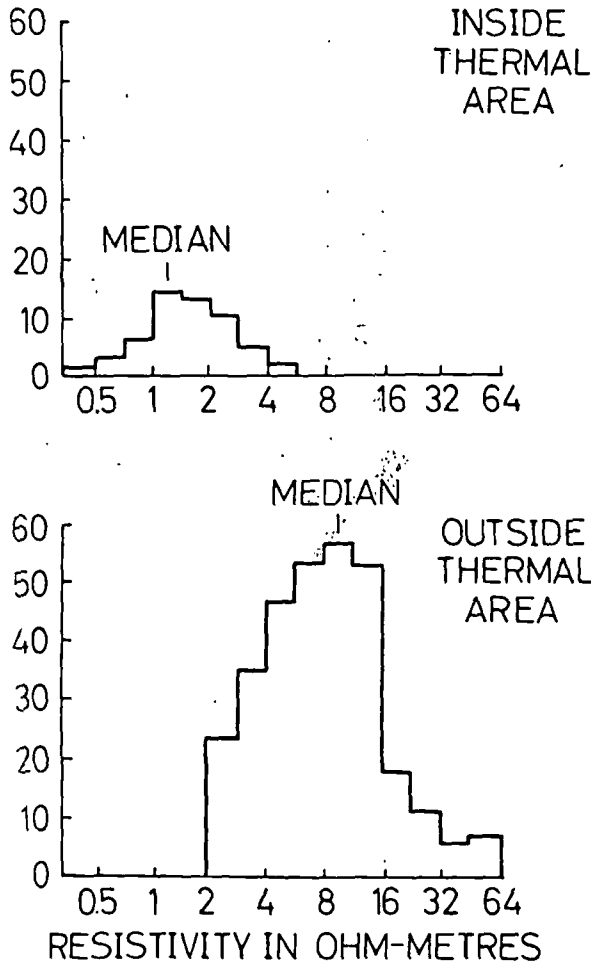 INSIDE
THERMAL
AREA
60
50
40
30
20
10
0
MEDIAN
0.5 1 2 4 8 16 32 64
MEDIAN
OUTSIDE
THERMAL
AREA
60
50
40
30
20
10
0
0.5 1 2 4 8 16 32 64
RESISTIVITY IN OHM-METRES